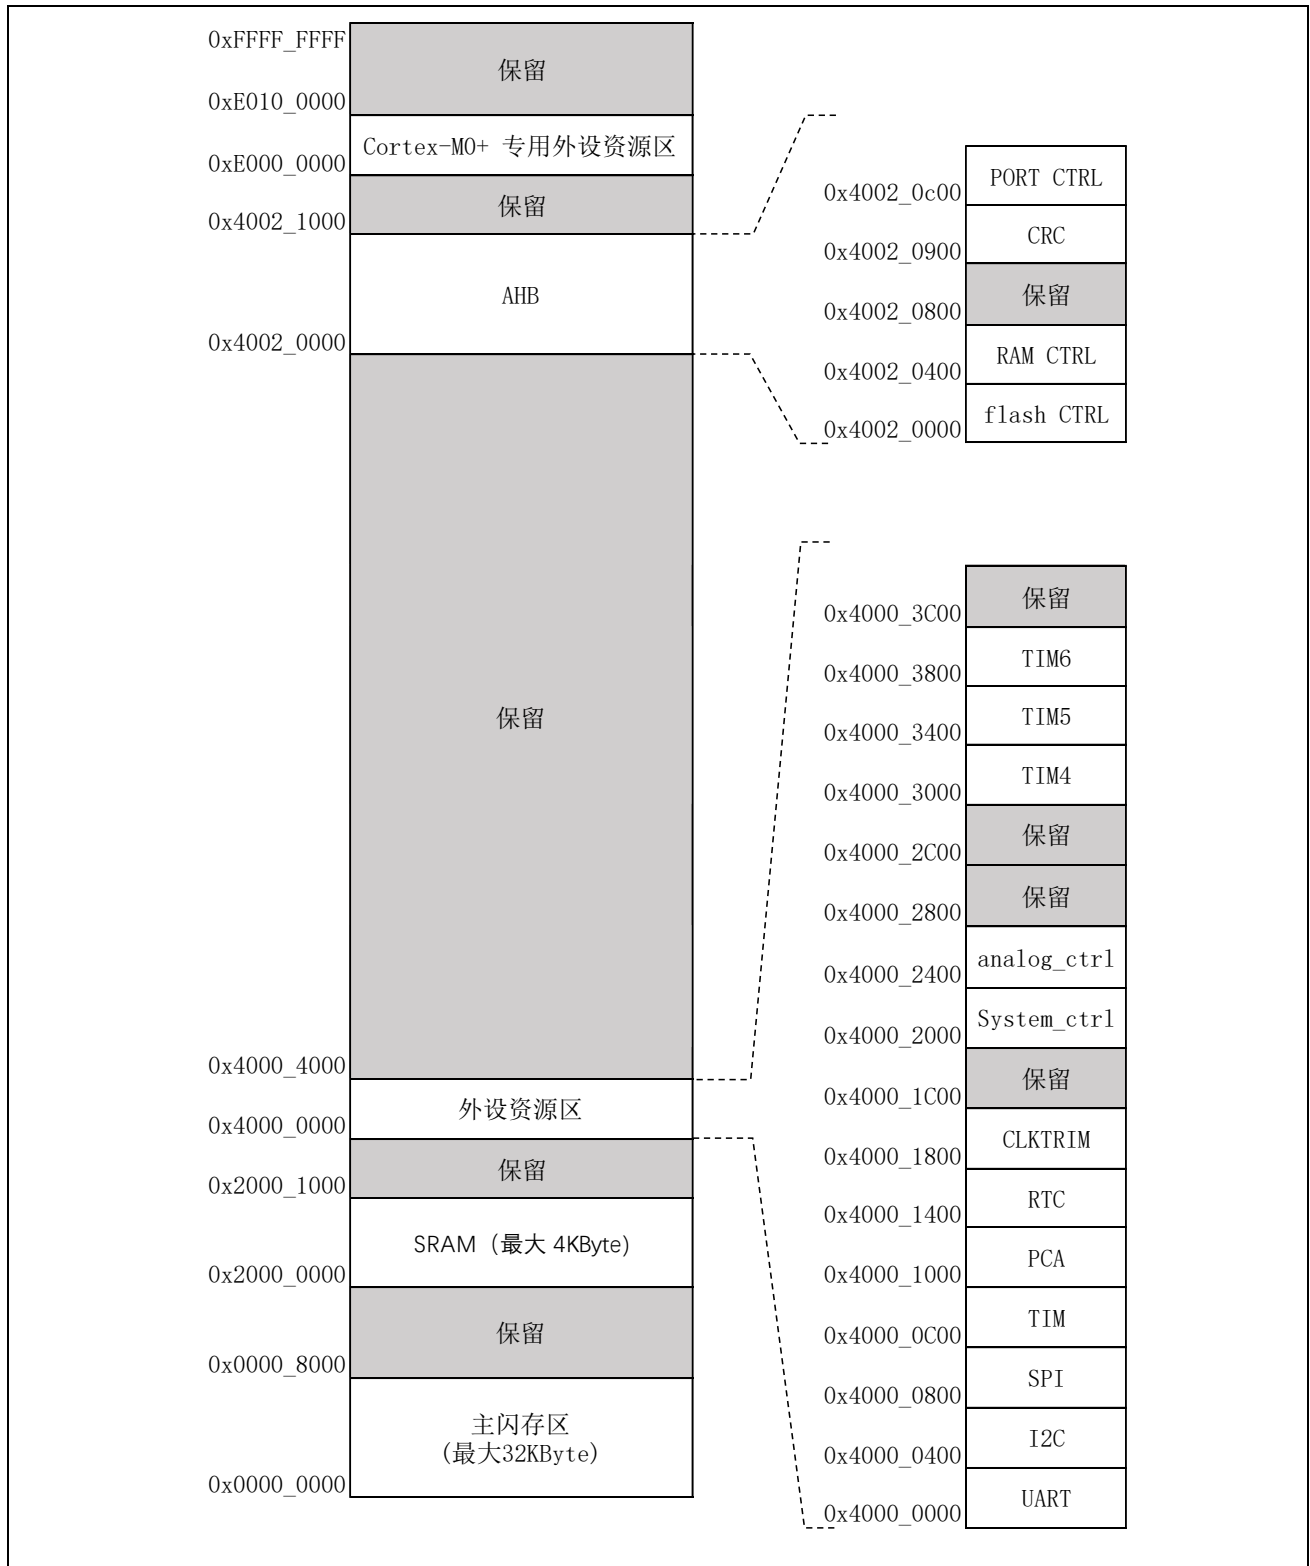 0xFFFF_FFFF
保留
0xE010_0000
Cortex-M0+ 专用外设资源区
0xE000_0000
保留
0x4002_1000
AHB
0x4002_0000
保留
0x4000_4000
外设资源区
0x4000_0000
保留
0x2000_1000
SRAM（最大 4KByte)
0x2000_0000
保留
0x0000_8000
主闪存区
(最大32KByte)
0x0000_0000
PORT CTRL
0x4002_0c00
CRC
0x4002_0900
保留
0x4002_0800
RAM CTRL
0x4002_0400
flash CTRL
0x4002_0000
保留
0x4000_3C00
TIM6
0x4000_3800
TIM5
0x4000_3400
TIM4
0x4000_3000
保留
0x4000_2C00
保留
0x4000_2800
analog_ctrl
0x4000_2400
System_ctrl
0x4000_2000
保留
0x4000_1C00
CLKTRIM
0x4000_1800
RTC
0x4000_1400
PCA
0x4000_1000
TIM
0x4000_0C00
SPI
0x4000_0800
I2C
0x4000_0400
UART
0x4000_0000